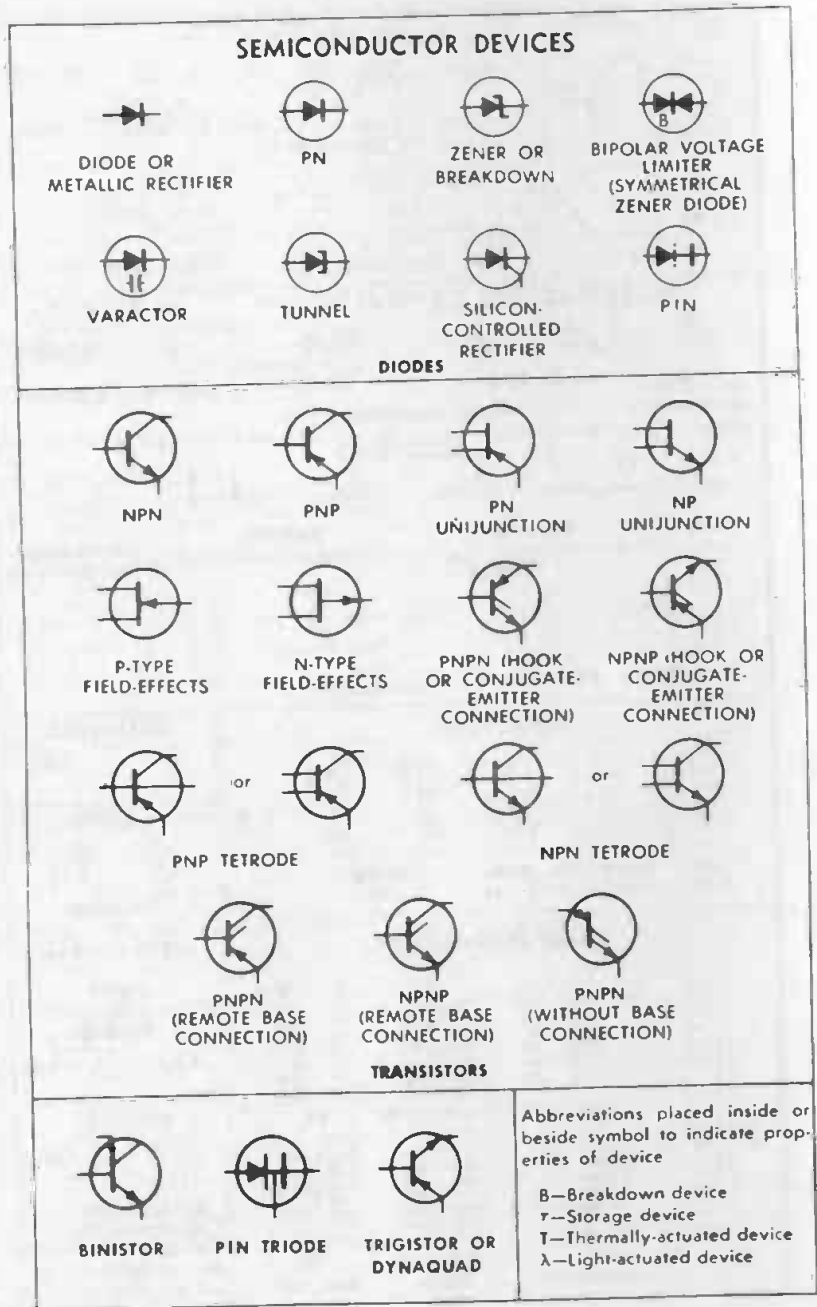 SEMICONDUCTOR DEVICES
DIODE OR
METALLIC RECTIFIER
PN
ZENER OR
BREAKDOWN
B
BIPOLAR VOLTAGE
LIMITER
(SYMMETRICAL
ZENER DIODE)
VARACTOR
TUNNEL
SILICON-
CONTROLLED
RECTIFIER
PIN
DIODES
NPN
PNP
PN
UNIJUNCTION
NP
UNIJUNCTION
P-TYPE
FIELD-EFFECTS
N-TYPE
FIELD-EFFECTS
PNPN (HOOK
OR CONJUGATE-
EMITTER
CONNECTION)
NPNP (HOOK OR
CONJUGATE-
EMITTER
CONNECTION)
or
PNP TETRODE
or
NPN TETRODE
PNPN
(REMOTE BASE
CONNECTION)
NPNP
(REMOTE BASE
CONNECTION)
PNPN
(WITHOUT BASE
CONNECTION)
TRANSISTORS
BINISTOR
PIN TRIODE
TRIGISTOR OR
DYNAQUAD
Abbreviations placed inside or
beside symbol to indicate prop-
erties of device
B—Breakdown device
τ—Storage device
T—Thermally-actuated device
λ—Light-actuated device